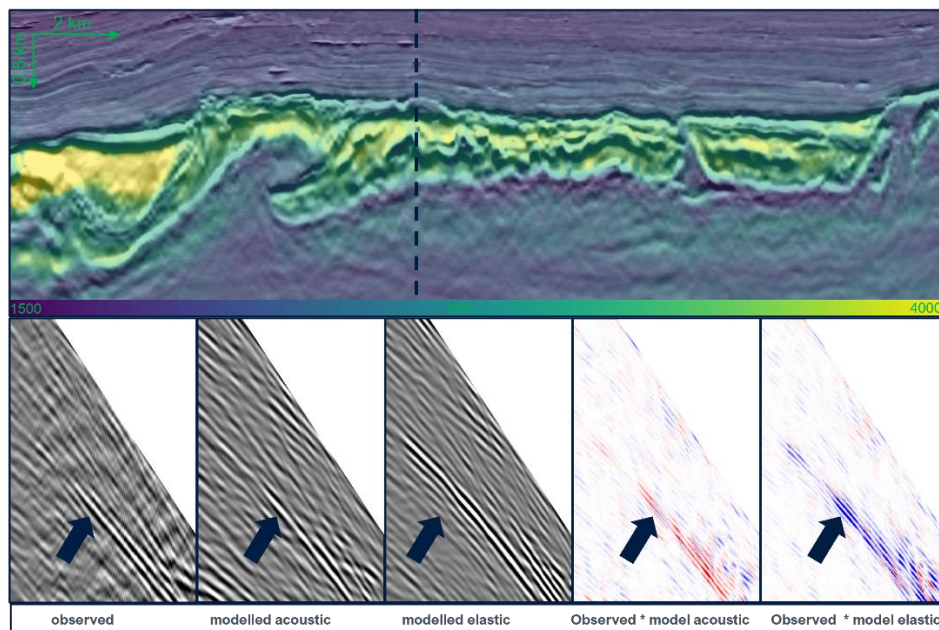 2 km
0.5 km
1500
4000
observed
modelled acoustic
modelled elastic
Observed * model acoustic
Observed * model elastic